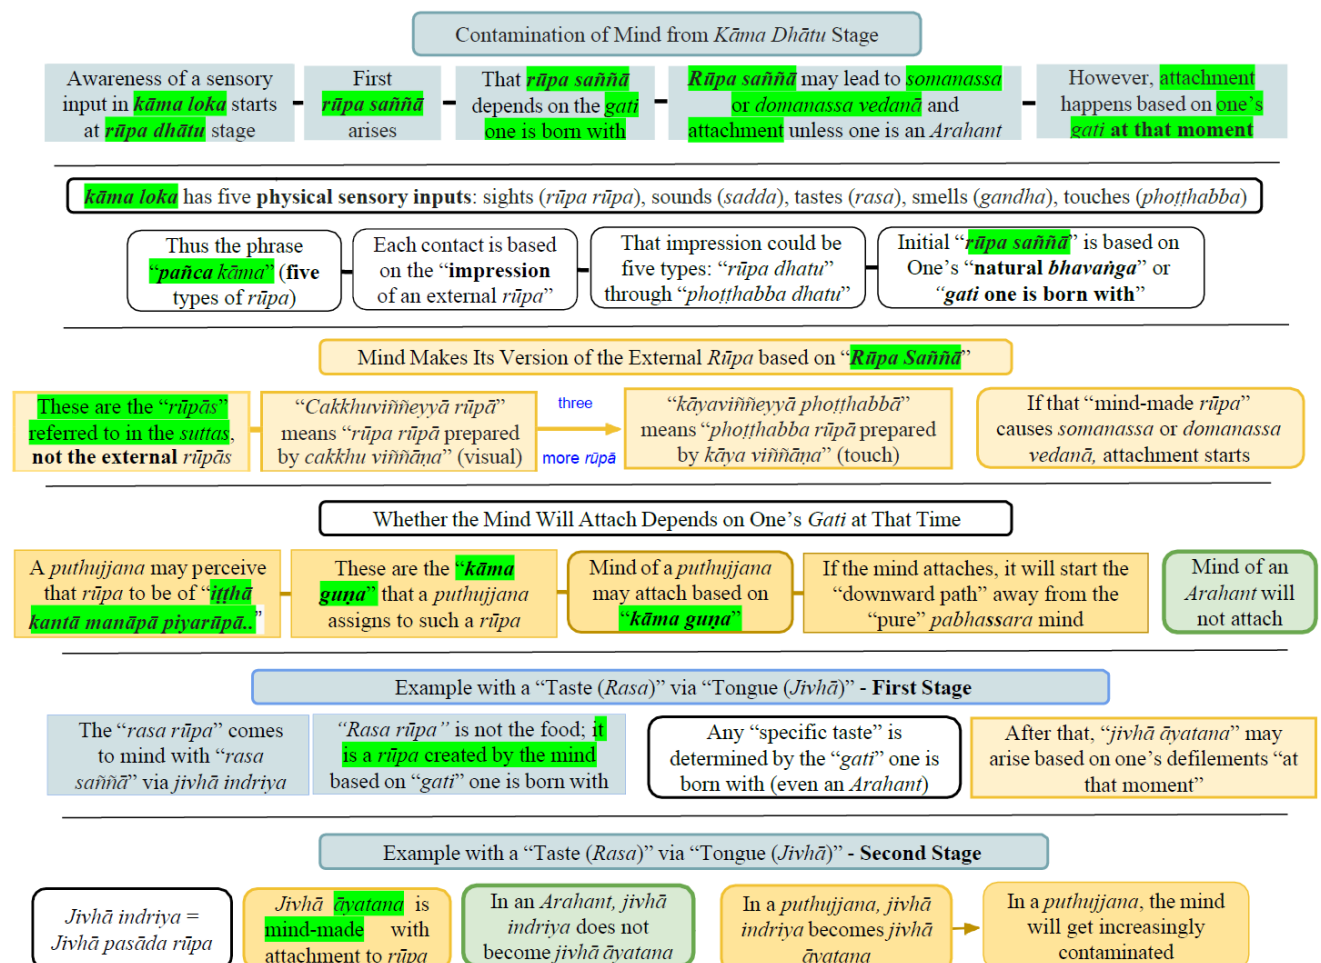 Contamination of Mind from Kāma Dhātu Stage
Awareness of a sensory
input in kāma loka starts
at rūpa dhātu stage
First
rūpa saññā
arises
That rūpa saññā
depends on the gati
one is born with
Rūpa saññā may lead to somanassa
or domanassa vedanā and
attachment unless one is an Arahant
However, attachment
happens based on one’s
gati at that moment
kāma loka has five physical sensory inputs: sights (rūpa rūpa), sounds (sadda), tastes (rasa), smells (gandha), touches (phoṭṭhabba)
Thus the phrase
“pañca kāma” (five
types of rūpa)
Each contact is based
on the “impression
of an external rūpa”
That impression could be
five types: “rūpa dhatu”
through “phoṭṭhabba dhatu”
Initial “rūpa saññā” is based on
One’s “natural bhavaṅga” or
“gati one is born with”
Mind Makes Its Version of the External Rūpa based on “Rūpa Saññā”
These are the “rūpās”
referred to in the suttas,
not the external rūpās
“Cakkhuviññeyyā rūpā”
means “rūpa rūpā prepared
by cakkhu viññāṇa” (visual)
three
more rūpā
“kāyaviññeyyā phoṭṭhabbā”
means “phoṭṭhabba rūpā prepared
by kāya viññāṇa” (touch)
If that “mind-made rūpa”
causes somanassa or domanassa
vedanā, attachment starts
Whether the Mind Will Attach Depends on One’s Gati at That Time
A puthujjana may perceive
that rūpa to be of “iṭṭhā
kantā manāpā piyarūpā..”
These are the “kāma
guṇa” that a puthujjana
assigns to such a rūpa
Mind of a puthujjana
may attach based on
“kāma guṇa”
If the mind attaches, it will start the
“downward path” away from the
“pure” pabhassara mind
Mind of an
Arahant will
not attach
Example with a “Taste (Rasa)” via “Tongue (Jivhā)” - First Stage
The “rasa rūpa” comes
to mind with “rasa
saññā” via jivhā indriya
“Rasa rūpa” is not the food; it
is a rūpa created by the mind
based on “gati” one is born with
Any “specific taste” is
determined by the “gati” one is
born with (even an Arahant)
After that, “jivhā āyatana” may
arise based on one’s defilements “at
that moment”
Example with a “Taste (Rasa)” via “Tongue (Jivhā)” - Second Stage
Jivhā indriya =
Jivhā pasāda rūpa
Jivhā āyatana is
mind-made with
attachment to rūpa
In an Arahant, jivhā
indriya does not
become jivhā āyatana
In a puthujjana, jivhā
indriya becomes jivhā
āyatana
In a puthujjana, the mind
will get increasingly
contaminated